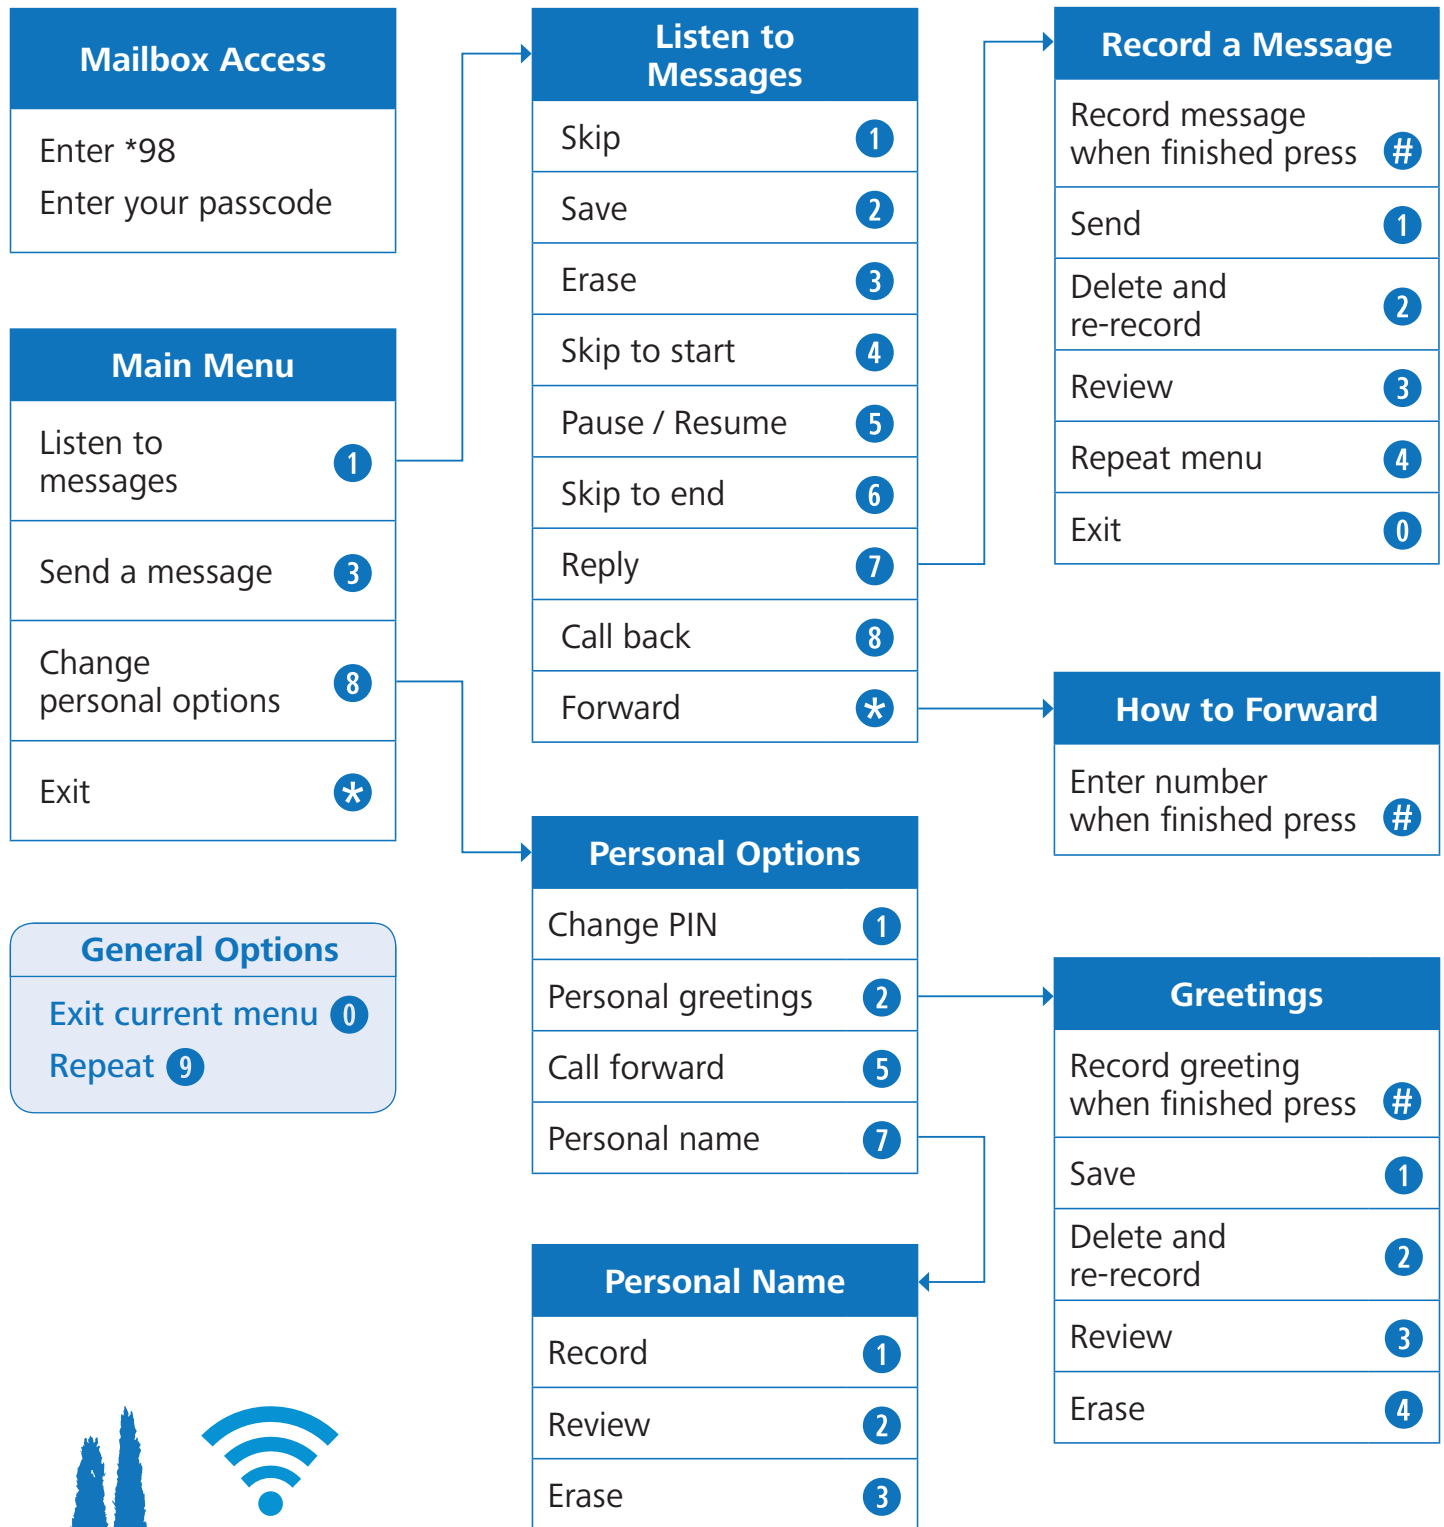 Mailbox Access
Enter *98
Enter your passcode
Main Menu
Listen to
messages 1
Send a message 3
Change
personal options 8
Exit *
General Options
Exit current menu 0
Repeat 9
Listen to
Messages
Skip 1
Save 2
Erase 3
Skip to start 4
Pause / Resume 5
Skip to end 6
Reply 7
Call back 8
Forward *
Personal Options
Change PIN 1
Personal greetings 2
Call forward 5
Personal name 7
Personal Name
Record 1
Review 2
Erase 3
Record a Message
Record message
when finished press #
Send 1
Delete and
re-record 2
Review 3
Repeat menu 4
Exit 0
How to Forward
Enter number
when finished press #
Greetings
Record greeting
when finished press #
Save 1
Delete and
re-record 2
Review 3
Erase 4